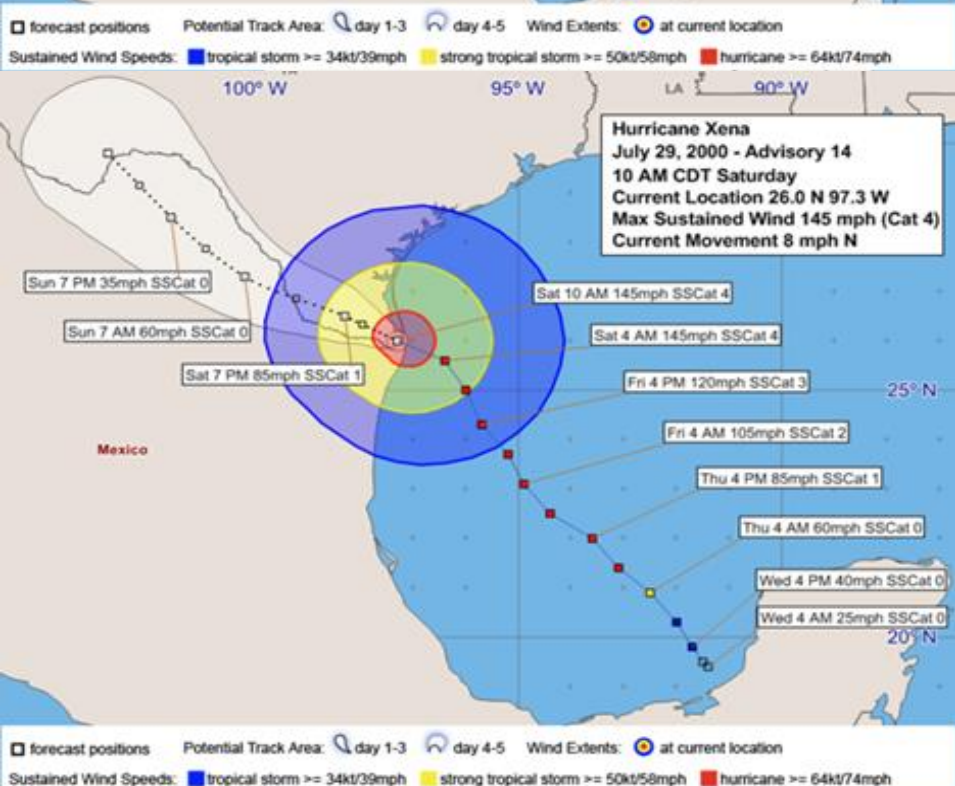 forecast positions Potential Track Area: day 1-3 day 4-5 Wind Extents: at current location
Sustained Wind Speeds: tropical storm >= 34kt/39mph strong tropical storm >= 50kt/58mph hurricane >= 64kt/74mph
100° W 95° W LA 90° W
Hurricane Xena
July 29, 2000 - Advisory 14
10 AM CDT Saturday
Current Location 26.0 N 97.3 W
Max Sustained Wind 145 mph (Cat 4)
Current Movement 8 mph N
Sun 7 PM 35mph SSCat 0
Sat 10 AM 145mph SSCat 4
Sun 7 AM 60mph SSCat 0
Sat 4 AM 145mph SSCat 4
Sat 7 PM 85mph SSCat 1
Fri 4 PM 120mph SSCat 3
25° N
Fri 4 AM 105mph SSCat 2
Mexico
Thu 4 PM 85mph SSCat 1
Thu 4 AM 60mph SSCat 0
Wed 4 PM 40mph SSCat 0
Wed 4 AM 25mph SSCat 0
20° N
forecast positions Potential Track Area: day 1-3 day 4-5 Wind Extents: at current location
Sustained Wind Speeds: tropical storm >= 34kt/39mph strong tropical storm >= 50kt/58mph hurricane >= 64kt/74mph